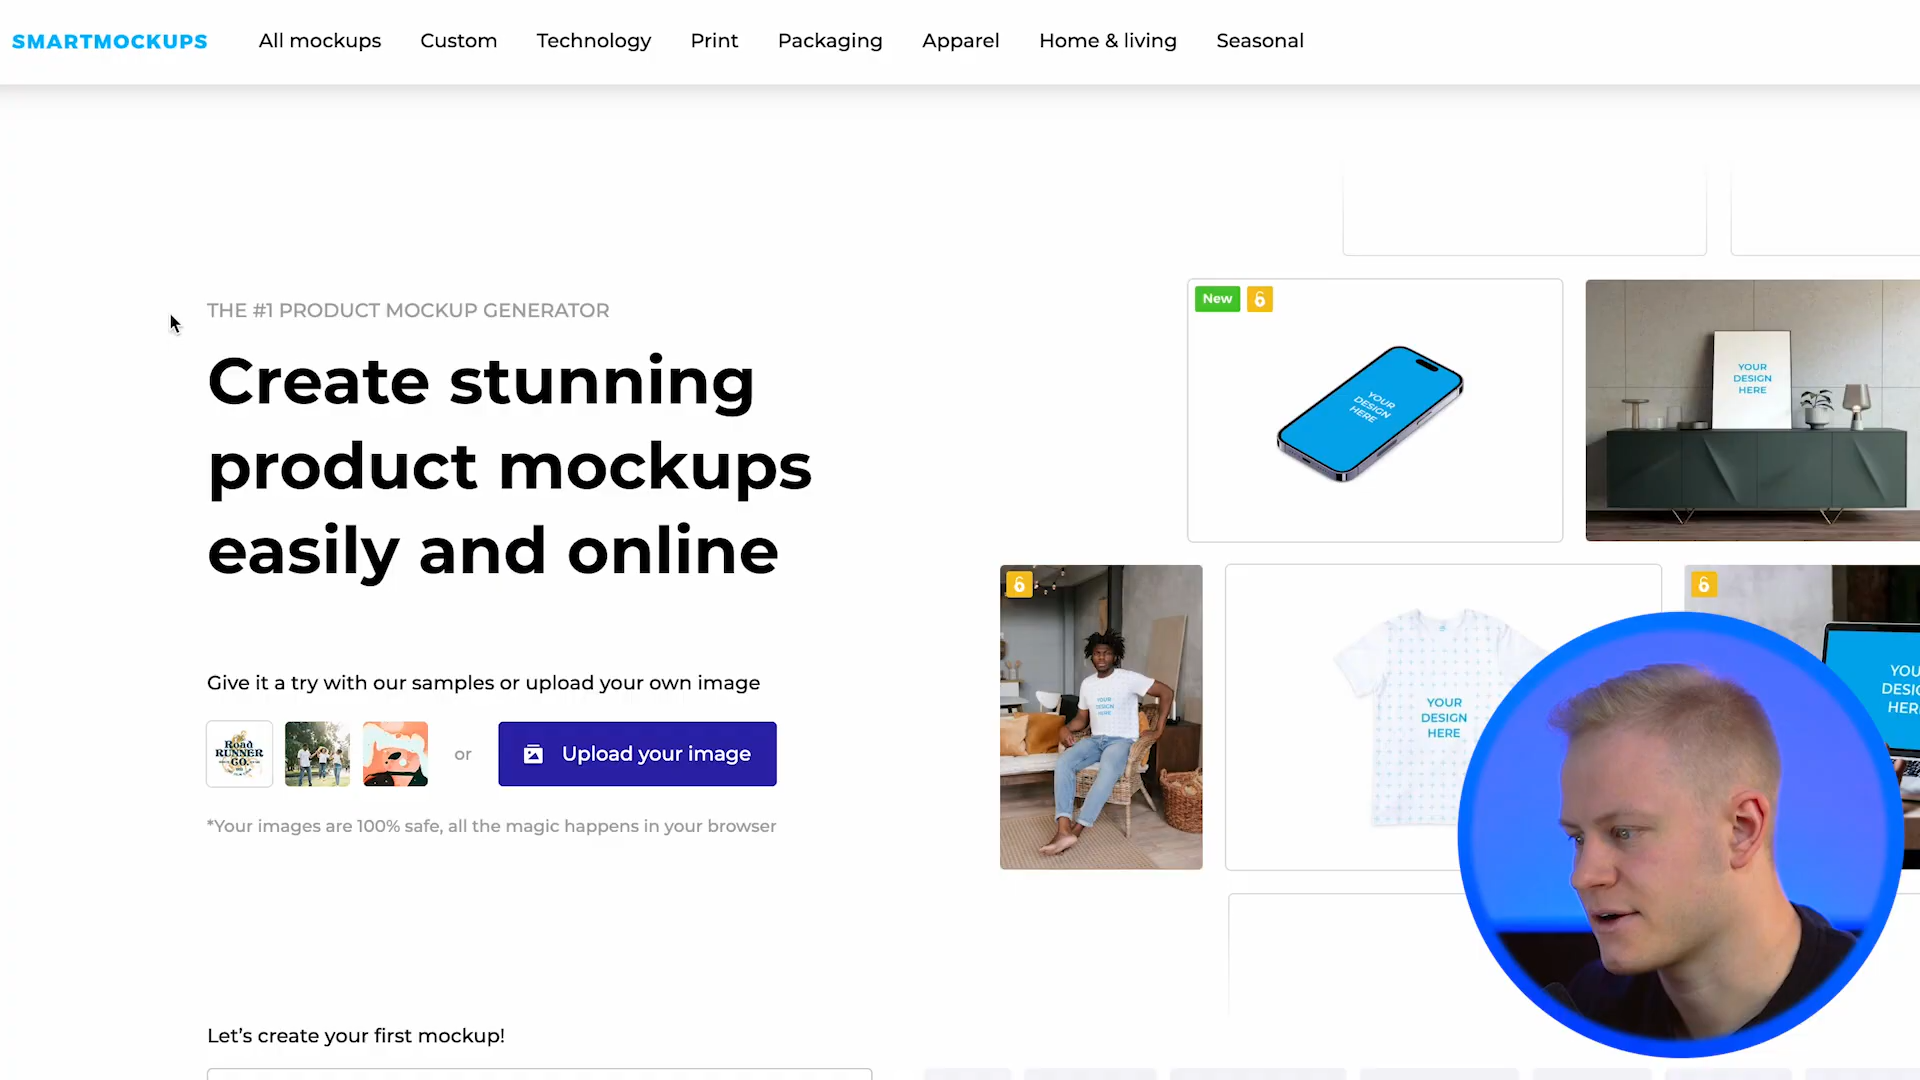 SMARTMOCKUPS
All mockups
Custom
Technology
Print
Packaging
Apparel
Home & living
Seasonal
THE #1 PRODUCT MOCKUP GENERATOR
Create stunning
product mockups
easily and online
Give it a try with our samples or upload your own image
Road
RUNNER
CO.
or
Upload your image
*Your images are 100% safe, all the magic happens in your browser
Let's create your first mockup!
New
YOUR
DESIGN
HERE
YOUR
DESIGN
HERE
YOUR
DESIGN
HERE
YOUR
DESIGN
HERE